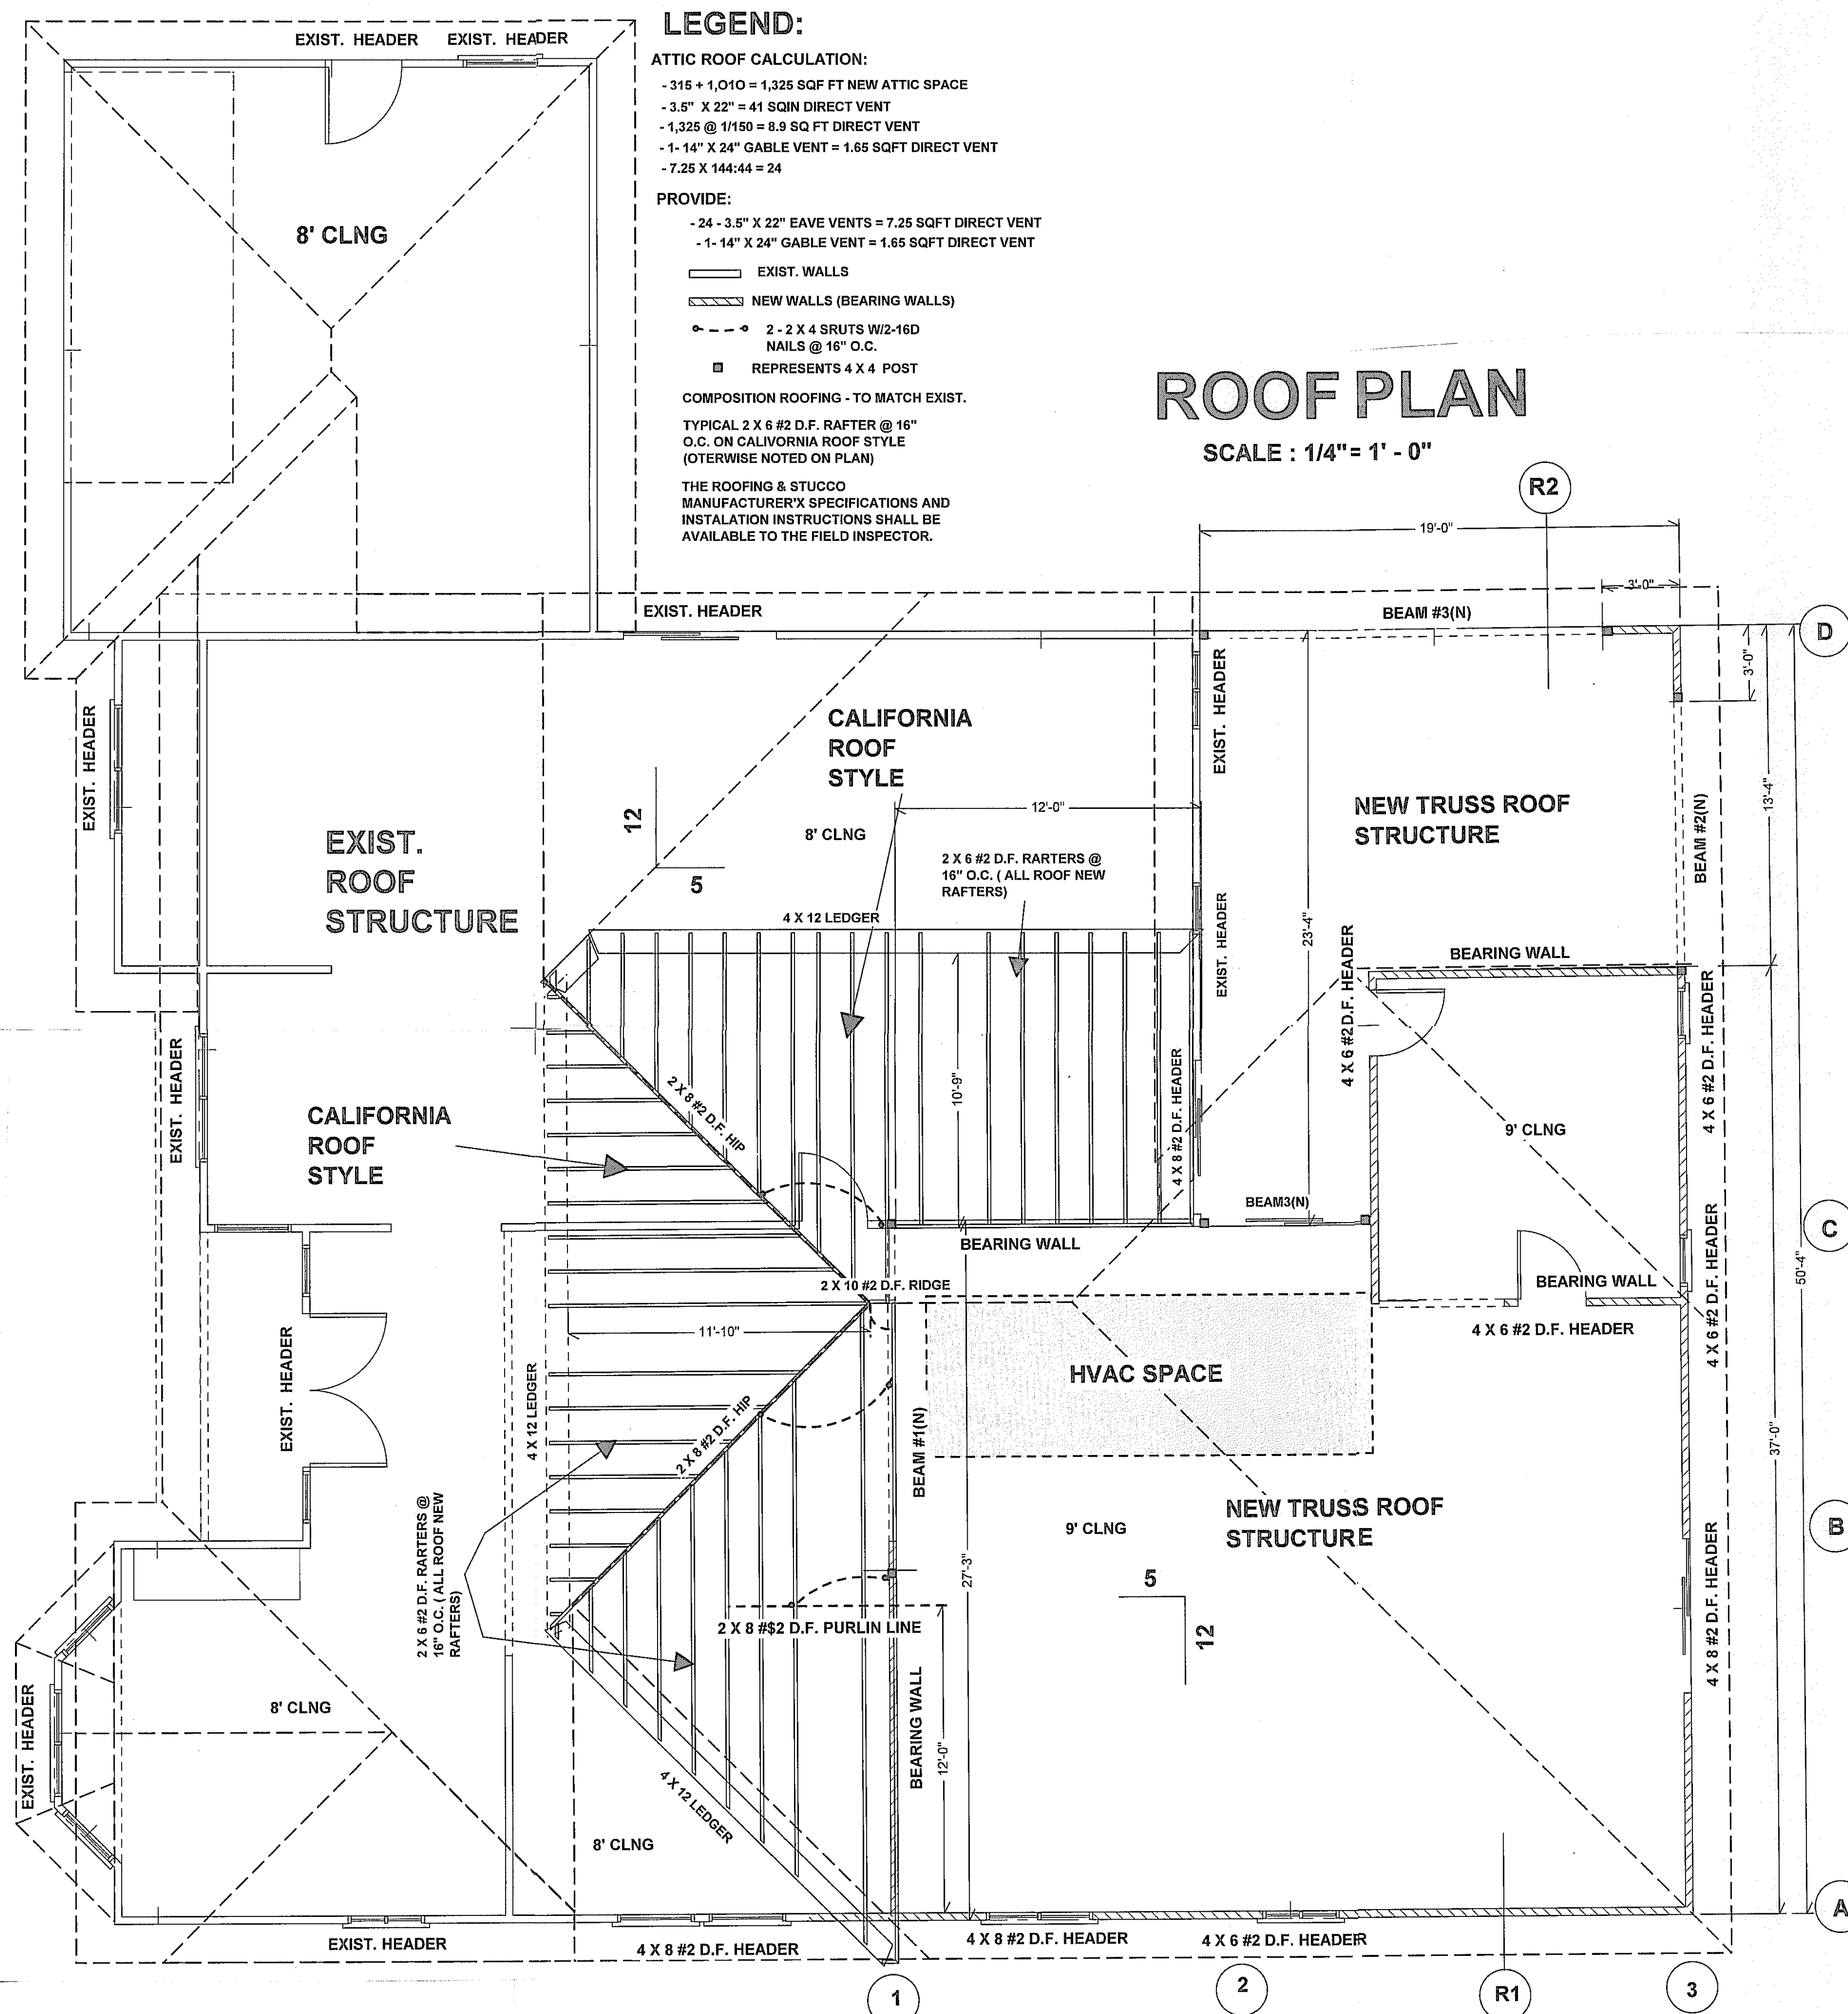 LEGEND:
EXIST. HEADER
EXIST. HEADER
ATTIC ROOF CALCULATION:
- 315 + 1,O1O = 1,325 SQF FT NEW ATTIC SPACE
- 3.5" X 22" = 41 SQIN DIRECT VENT
- 1,325 @ 1/150 = 8.9 SQ FT DIRECT VENT
- 1- 14" X 24" GABLE VENT = 1.65 SQFT DIRECT VENT
- 7.25 X 144:44 = 24
PROVIDE:
- 24 - 3.5" X 22" EAVE VENTS = 7.25 SQFT DIRECT VENT
- 1- 14" X 24" GABLE VENT = 1.65 SQFT DIRECT VENT
EXIST. WALLS
NEW WALLS (BEARING WALLS)
2 - 2 X 4 SRUTS W/2-16D
NAILS @ 16" O.C.
REPRESENTS 4 X 4 POST
COMPOSITION ROOFING - TO MATCH EXIST.
TYPICAL 2 X 6 #2 D.F. RAFTER @ 16"
O.C. ON CALIVORNIA ROOF STYLE
(OTERWISE NOTED ON PLAN)
THE ROOFING & STUCCO
MANUFACTURER'X SPECIFICATIONS AND
INSTALATION INSTRUCTIONS SHALL BE
AVAILABLE TO THE FIELD INSPECTOR.
8' CLNG
ROOF PLAN
SCALE : 1/4"= 1' - 0"
R2
19'-0"
3'-0"
EXIST. HEADER
BEAM #3(N)
D
3'-0"
EXIST. HEADER
EXIST. HEADER
CALIFORNIA
ROOF
STYLE
13'-4"
12
5
12'-0"
8' CLNG
NEW TRUSS ROOF
STRUCTURE
BEAM #2(N)
EXIST.
ROOF
STRUCTURE
2 X 6 #2 D.F. RARTERS @
16" O.C. ( ALL ROOF NEW
RAFTERS)
4 X 12 LEDGER
EXIST. HEADER
23'-4"
4 X 6 #2 D.F. HEADER
BEARING WALL
4 X 6 #2 D.F. HEADER
EXIST. HEADER
CALIFORNIA
ROOF
STYLE
2 X 8 #2 D.F. HIP
10'-9"
4 X 8 #2 D.F. HEADER
9' CLNG
BEAM3(N)
C
BEARING WALL
50'-4"
2 X 10 #2 D.F. RIDGE
BEARING WALL
4 X 6 #2 D.F. HEADER
4 X 6 #2 D.F. HEADER
11'-10"
EXIST. HEADER
4 X 12 LEDGER
HVAC SPACE
2 X 8 #2 D.F. HIP
BEAM #1(N)
37'-0"
2 X 6 #2 D.F. RARTERS @
16" O.C. ( ALL ROOF NEW
RAFTERS)
9' CLNG
NEW TRUSS ROOF
STRUCTURE
B
27'-3"
5
12
4 X 8 #2 D.F. HEADER
2 X 8 #$2 D.F. PURLIN LINE
EXIST. HEADER
8' CLNG
BEARING WALL
12'-0"
4 X 12 LEDGER
8' CLNG
A
EXIST. HEADER
4 X 8 #2 D.F. HEADER
4 X 8 #2 D.F. HEADER
4 X 6 #2 D.F. HEADER
1
2
R1
3